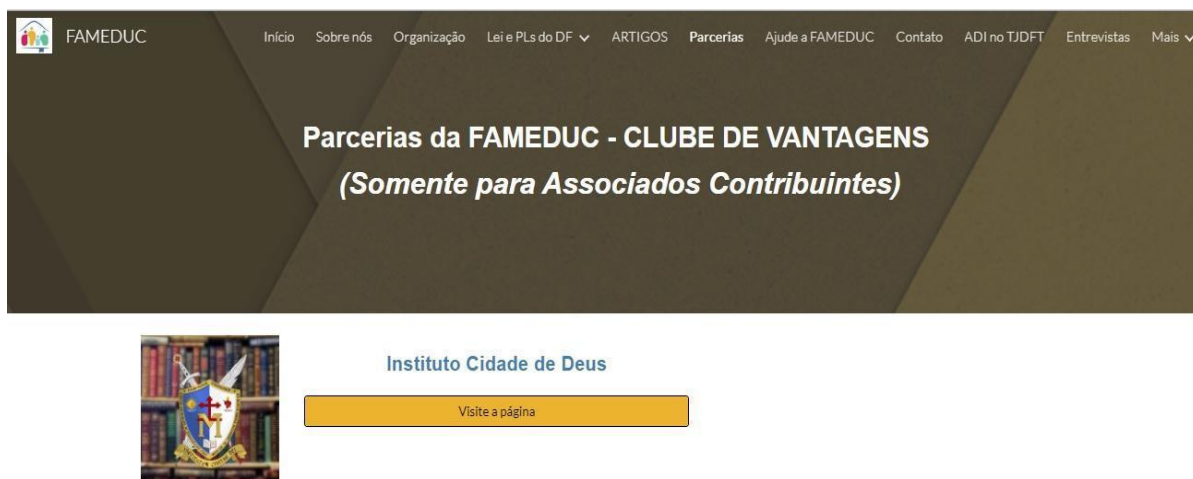 FAMEDUC
Início Sobre nós Organização Lei e PLs do DF ARTIGOS Parcerias Ajude a FAMEDUC Contato ADI no TJDFT Entrevistas Mais
Parcerias da FAMEDUC - CLUBE DE VANTAGENS
(Somente para Associados Contribuintes)
Instituto Cidade de Deus
Visite a página
M